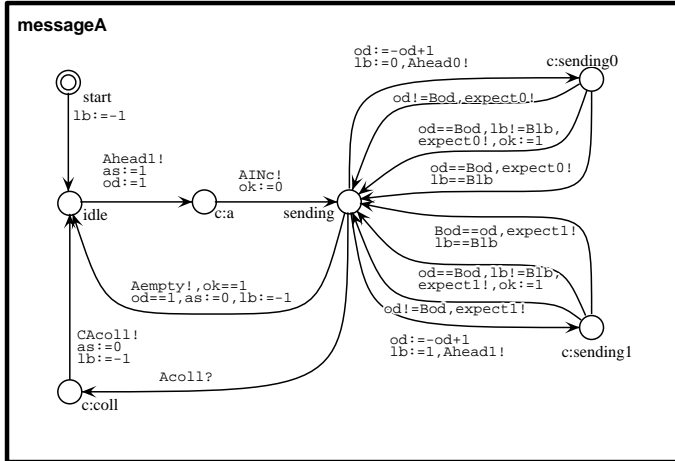 messageA
start
lb:=-1
Ahead1!
as:=1
od:=1
idle
c:a
AINc!
ok:=0
sending
od:=-od+1
lb:=0,Ahead0!
c:sending0
od!=Bod,expect0!
od==Bod,lb!=Blb,
expect0!,ok:=1
od==Bod,expect0!
lb==Blb
Bod==od,expect1!
lb==Blb
od==Bod,lb!=Blb,
expect1!,ok:=1
od!=Bod,expect1!
od:=-od+1
lb:=1,Ahead1!
c:sending1
Aempty!,ok==1
od==1,as:=0,lb:=-1
CAcoll!
as:=0
lb:=-1
Acoll?
c:coll